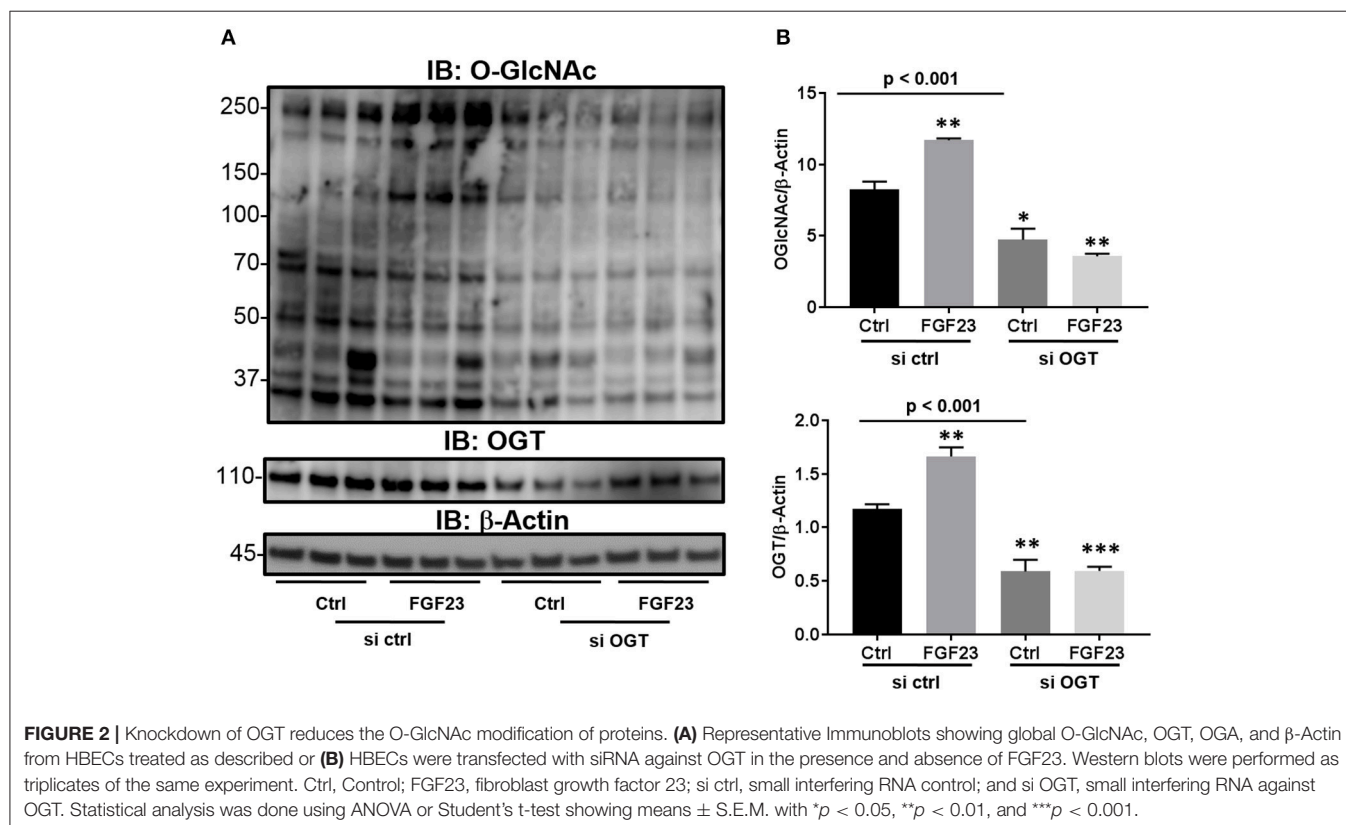 A
IB: O-GlcNAc
250
150
100
70
50
37
IB: OGT
110
IB: β-Actin
45
Ctrl FGF23 Ctrl FGF23
si ctrl si OGT
B
p < 0.001
15
10
5
0
OGlcNAc/β-Actin
**
*
**
Ctrl FGF23 Ctrl FGF23
si ctrl si OGT
p < 0.001
2.0
1.5
1.0
0.5
0.0
OGT/β-Actin
**
**
***
Ctrl FGF23 Ctrl FGF23
si ctrl si OGT
FIGURE 2 | Knockdown of OGT reduces the O-GlcNAc modification of proteins. (A) Representative Immunoblots showing global O-GlcNAc, OGT, OGA, and β-Actin
from HBECs treated as described or (B) HBECs were transfected with siRNA against OGT in the presence and absence of FGF23. Western blots were performed as
triplicates of the same experiment. Ctrl, Control; FGF23, fibroblast growth factor 23; si ctrl, small interfering RNA control; and si OGT, small interfering RNA against
OGT. Statistical analysis was done using ANOVA or Student's t-test showing means ± S.E.M. with *p < 0.05, **p < 0.01, and ***p < 0.001.